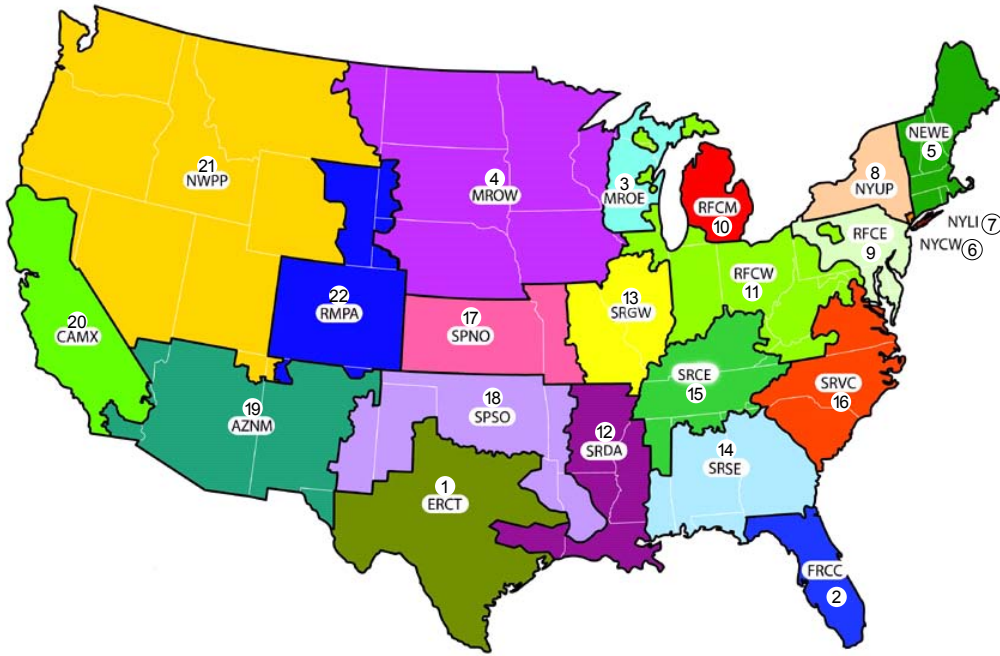 21
NWPP
4
MROW
3
MROE
RFCM
10
8
NYUP
NEWE
5
NYLI 7
NYCW 6
RFCE
9
RFCW
11
13
SRGW
22
RMPA
17
SPNO
20
CAMX
SRCE
15
SRVC
16
19
AZNM
18
SPSO
12
SRDA
14
SRSE
1
ERCT
FRCC
2